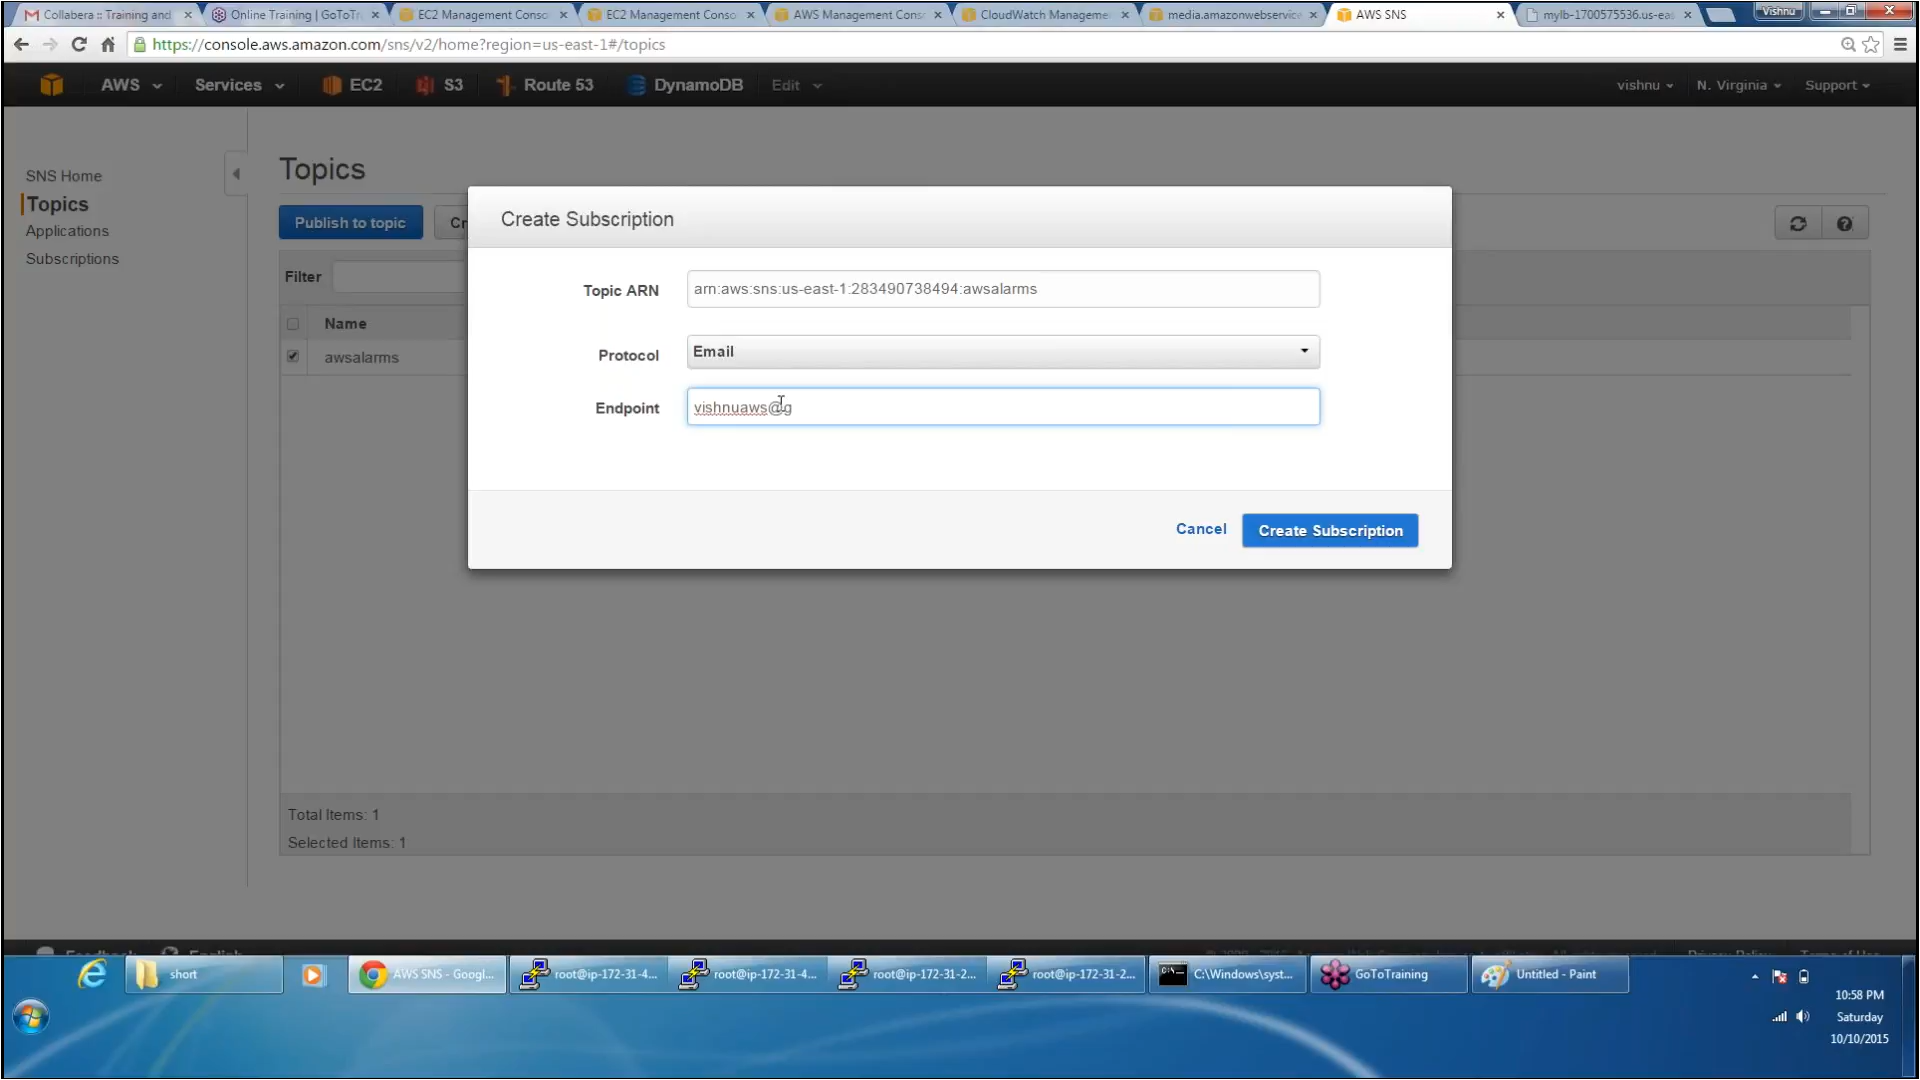 Collabera :: Training and
Online Training | GoToTr
EC2 Management Conso
EC2 Management Conso
AWS Management Cons
CloudWatch Manageme
media.amazonwebservice
AWS SNS
mylb-1700575536.us-eas
Vishnu
https://console.aws.amazon.com/sns/v2/home?region=us-east-1#/topics
AWS
Services
EC2
S3
Route 53
DynamoDB
Edit
vishnu
N. Virginia
Support
SNS Home
Topics
Applications
Subscriptions
Topics
Publish to topic
Cr
Filter
Name
awsalarms
Total Items: 1
Selected Items: 1
Create Subscription
Topic ARN
arn:aws:sns:us-east-1:283490738494:awsalarms
Protocol
Email
Endpoint
vishnuaws@g
Cancel
Create Subscription
short
AWS SNS - Googl...
root@ip-172-31-4...
root@ip-172-31-4...
root@ip-172-31-2...
root@ip-172-31-2...
C:\Windows\syst...
GoToTraining
Untitled - Paint
10:58 PM
Saturday
10/10/2015